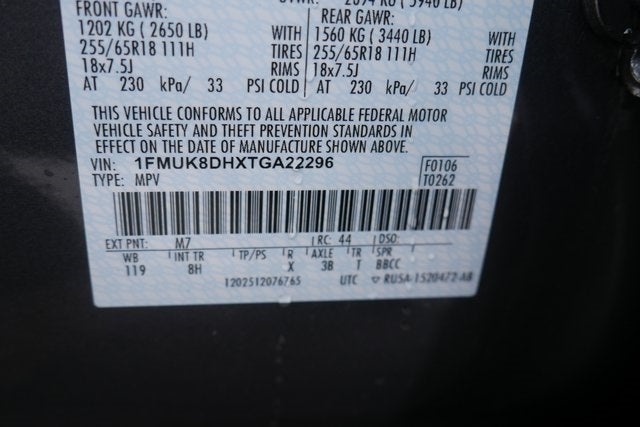 FRONT GAWR:
1202 KG ( 2650 LB)
WITH
255/65R18 111H
TIRES
18x7.5J
RIMS
AT 230 kPa/ 33 PSI COLD
REAR GAWR:
1560 KG ( 3440 LB)
WITH
255/65R18 111H
TIRES
18x7.5J
RIMS
AT 230 kPa/ 33 PSI COLD
THIS VEHICLE CONFORMS TO ALL APPLICABLE FEDERAL MOTOR
VEHICLE SAFETY AND THEFT PREVENTION STANDARDS IN
EFFECT ON THE DATE OF MANUFACTURE SHOWN ABOVE.
VIN: 1FMUK8DHXTGA22296
TYPE: MPV
F0106
T0262
EXT PNT: M7 RC: 44 DSO:
WB INT TR TP/PS R AXLE TR SPR
119 8H X 3B T BBCC
1202512076765 UTC RUSA-1520472-AB